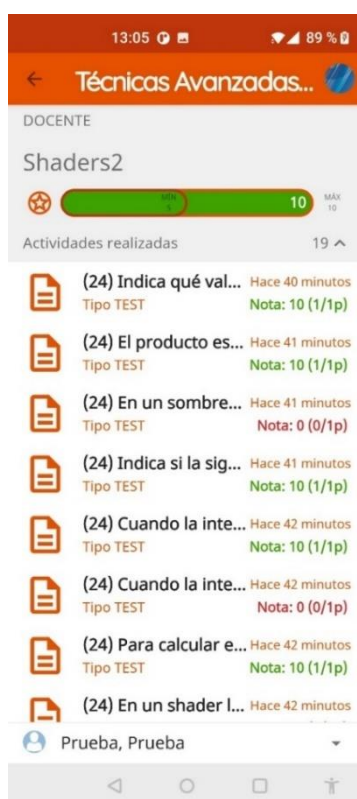 13:05 89 %
Técnicas Avanzadas...
DOCENTE
Shaders2
MÍN 5 10 MÁX 10
Actividades realizadas 19
(24) Indica qué val... Hace 40 minutos
Tipo TEST Nota: 10 (1/1p)
(24) El producto es... Hace 41 minutos
Tipo TEST Nota: 10 (1/1p)
(24) En un sombre... Hace 41 minutos
Tipo TEST Nota: 0 (0/1p)
(24) Indica si la sig... Hace 41 minutos
Tipo TEST Nota: 10 (1/1p)
(24) Cuando la inte... Hace 42 minutos
Tipo TEST Nota: 10 (1/1p)
(24) Cuando la inte... Hace 42 minutos
Tipo TEST Nota: 0 (0/1p)
(24) Para calcular e... Hace 42 minutos
Tipo TEST Nota: 10 (1/1p)
(24) En un shader l... Hace 42 minutos
Prueba, Prueba